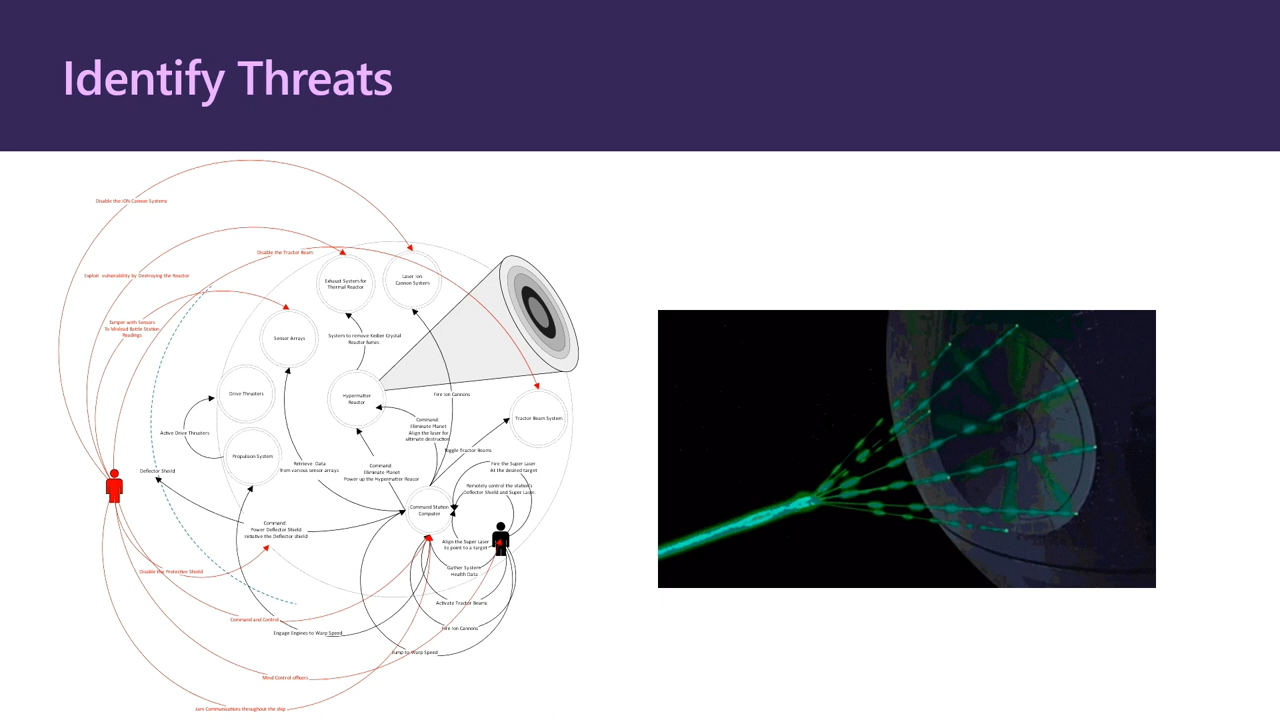 Identify Threats
Disable the ION Cannon Systems
Disable the Tractor Beam
Exploit vulnerability by Destroying the Reactor
Exhaust System for
Thermal Reactor
Laser Ion
Cannon System
Tamper with Sensors
To Mislead Battle Station
Readings
Sensor Arrays
System to remove Keiber Crystal
Reactor fumes
Drive Thrusters
Hypermatter
Reactor
Fire Ion Cannons
Tractor Beam System
Command:
Eliminate Planet
Align the laser for
ultimate destruction
Active Drive Thrusters
Propulsion System
Toggle Tractor Beams
Deflector Shield
Retrieve Data
from various sensor arrays
Command:
Eliminate Planet
Power up the Hypermatter Reactor
Fire the Super Laser
At the desired target
Remotely control the station's
Deflector Shield and Super Laser.
Command Station
Computer
Command:
Power Deflector Shield
Initiative the Deflector shield
Align the Super Laser
to point to a target
Gather System
Health Data
Disable the Protective Shield
Activate Tractor Beams
Command and Control
Fire Ion Cannons
Engage Engines to Warp Speed
Jump to Warp Speed
Mind Control officers
Jam Communications throughout the ship